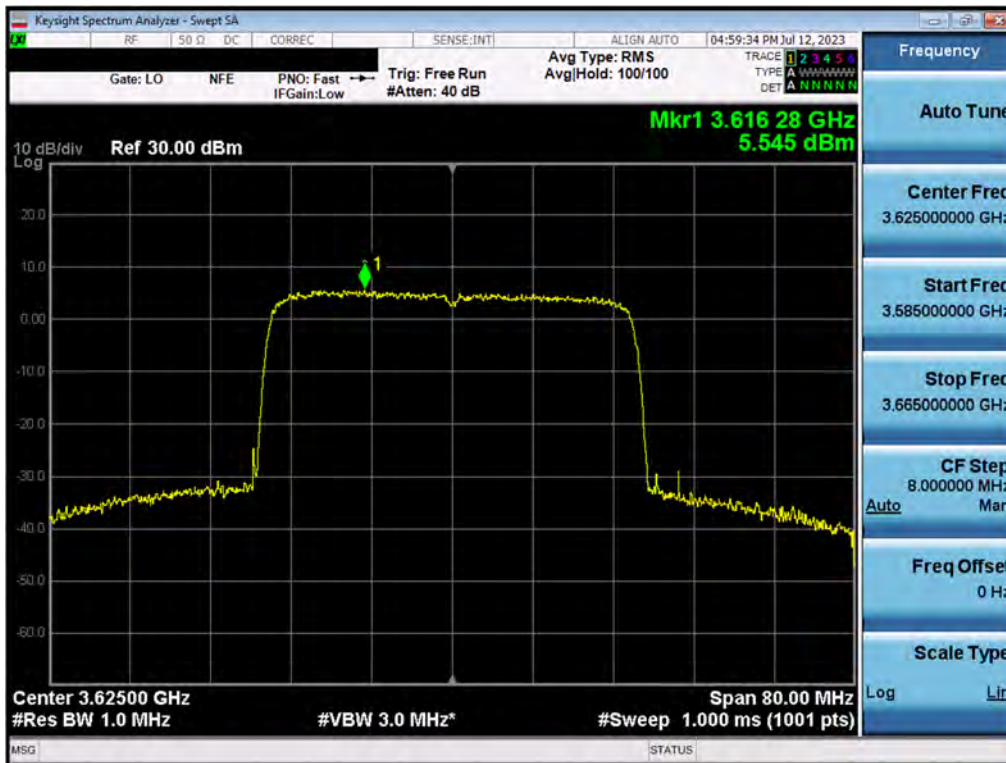 Keysight Spectrum Analyzer - Swept SA
LXI RF 50 Ω DC CORREC SENSE:INT ALIGN AUTO 04:59:34 PM Jul 12, 2023
Gate: LO NFE PNO: Fast Trig: Free Run Avg Type: RMS TRACE 1 2 3 4 5 6
IFGain:Low #Atten: 40 dB Avg|Hold: 100/100 TYPE A WWWWW
DET A N N N N N
Mkr1 3.616 28 GHz
5.545 dBm
10 dB/div Ref 30.00 dBm
Log
20.0
10.0
1
0.00
-10.0
-20.0
-30.0
-40.0
-50.0
-60.0
Center 3.62500 GHz Span 80.00 MHz
#Res BW 1.0 MHz #VBW 3.0 MHz* #Sweep 1.000 ms (1001 pts)
MSG STATUS
Frequency
Auto Tune
Center Freq
3.625000000 GHz
Start Freq
3.585000000 GHz
Stop Freq
3.665000000 GHz
CF Step
8.000000 MHz
Auto Man
Freq Offset
0 Hz
Scale Type
Log Lin